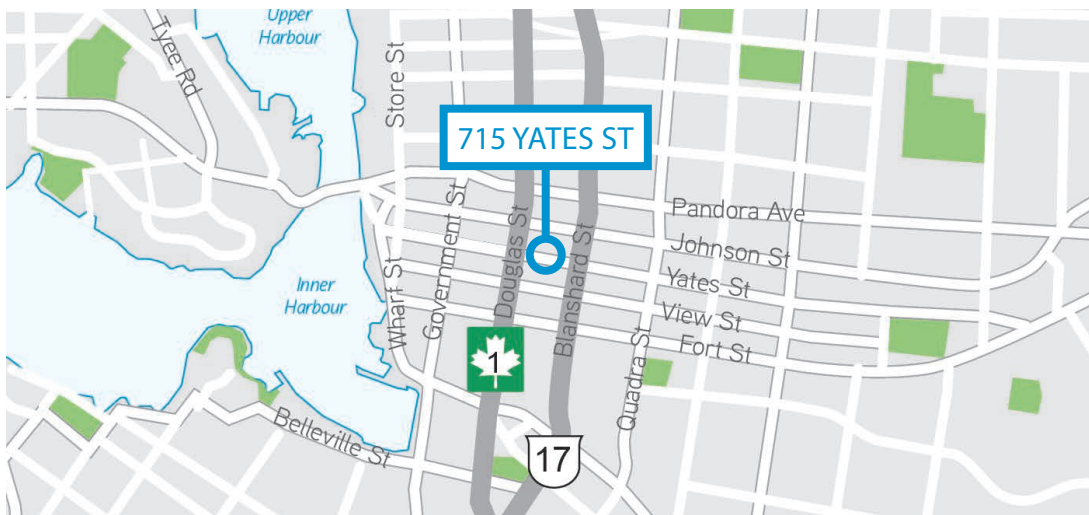 Upper
Harbour
Tyee Rd
Store St
715 YATES ST
Pandora Ave
Johnson St
Yates St
View St
Fort St
Government St
Douglas St
Blanshard St
Wharf St
Inner
Harbour
Quadra St
1
Belleville St
17